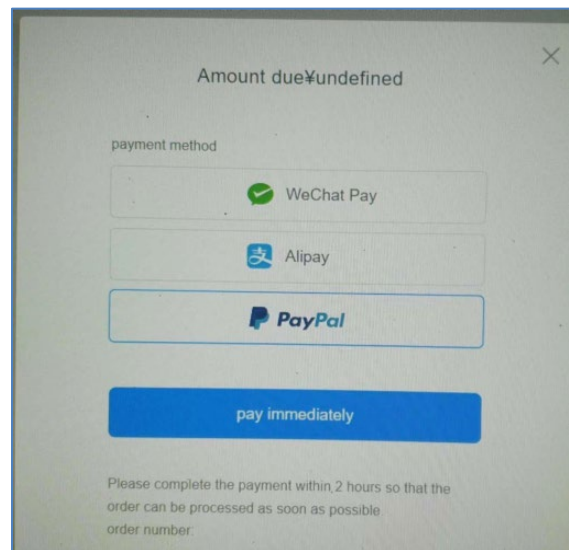 Amount due¥undefined
payment method
WeChat Pay
支
Alipay
PayPal
pay immediately
Please complete the payment within 2 hours so that the
order can be processed as soon as possible
order number: